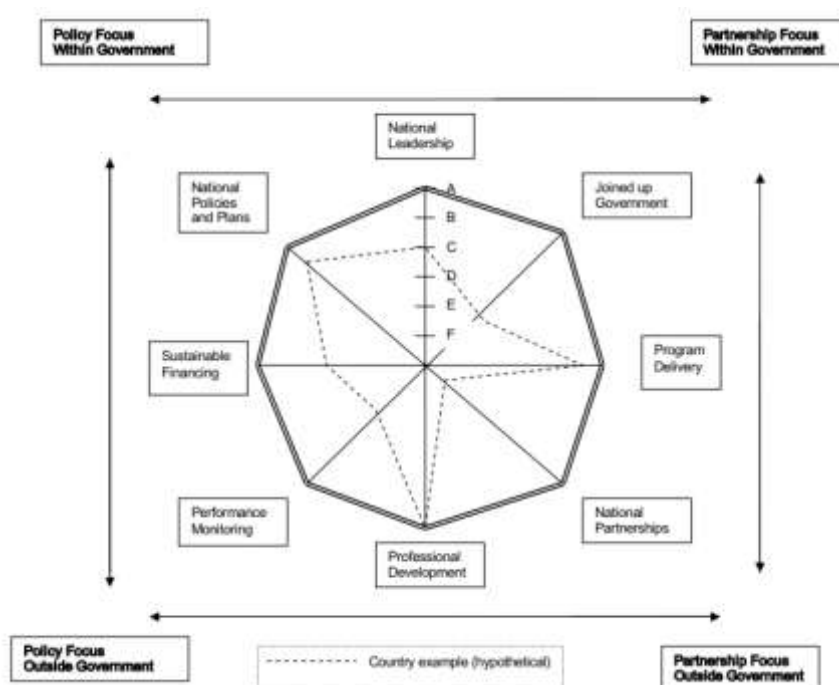 Policy Focus
Within Government
Partnership Focus
Within Government
National
Leadership
National
Policies
and Plans
Joined up
Government
A
B
C
D
E
F
Sustainable
Financing
Program
Delivery
Performance
Monitoring
National
Partnerships
Professional
Development
Policy Focus
Outside Government
Country example (hypothetical)
Partnership Focus
Outside Government